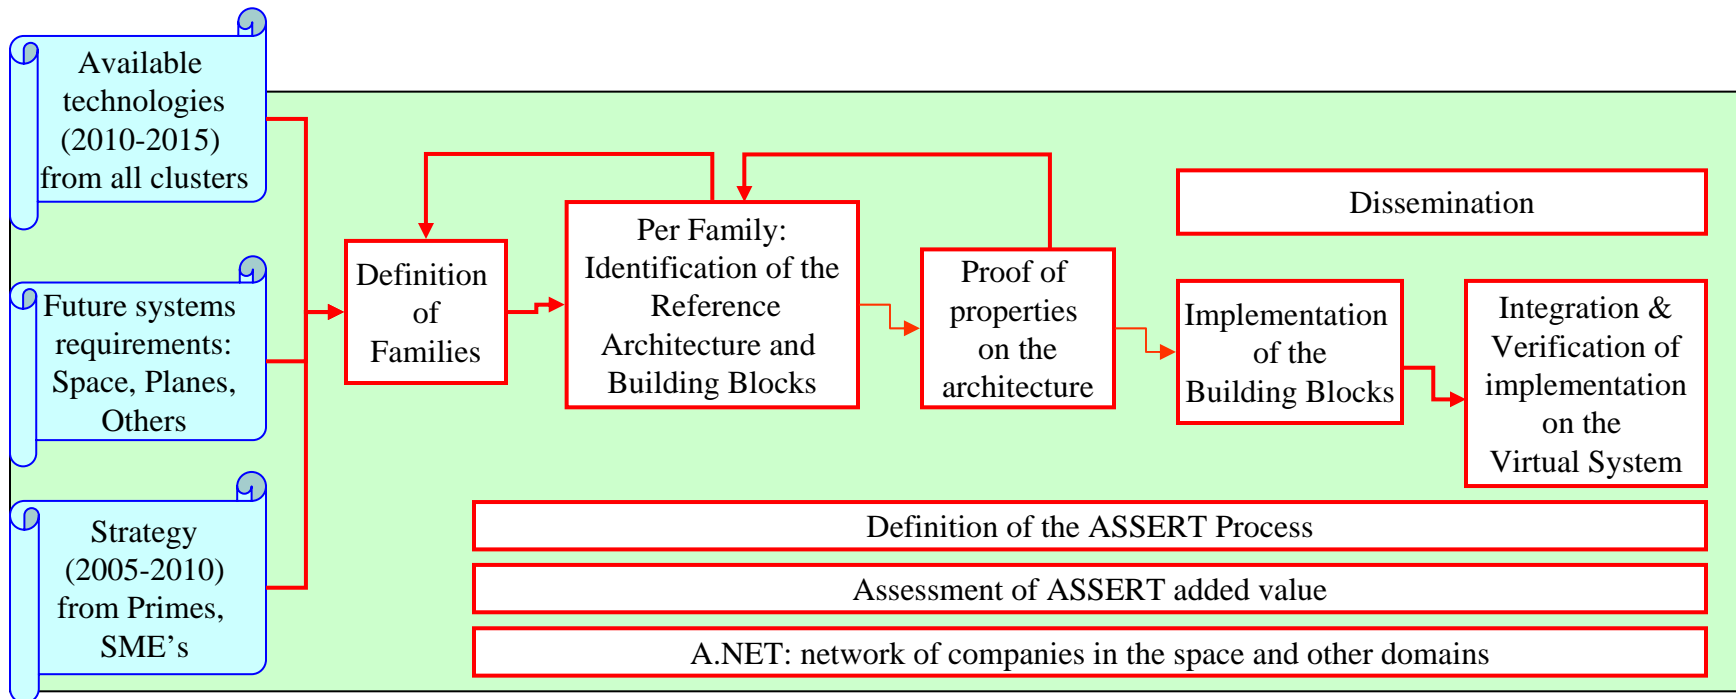 Available
technologies
(2010-2015)
from all clusters
Future systems
requirements:
Space, Planes,
Others
Strategy
(2005-2010)
from Primes,
SME’s
Definition
of
Families
Per Family:
Identification of the
Reference
Architecture and
Building Blocks
Proof of
properties
on the
architecture
Dissemination
Implementation
of the
Building Blocks
Integration &
Verification of
implementation
on the
Virtual System
Definition of the ASSERT Process
Assessment of ASSERT added value
A.NET: network of companies in the space and other domains